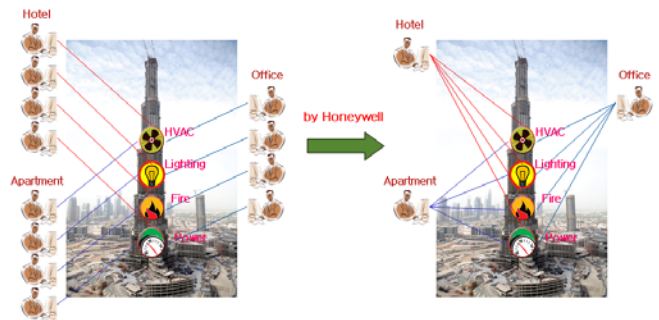 Hotel
Office
HVAC
Lighting
Apartment
Fire
Power
by Honeywell
Hotel
Office
HVAC
Lighting
Apartment
Fire
Power